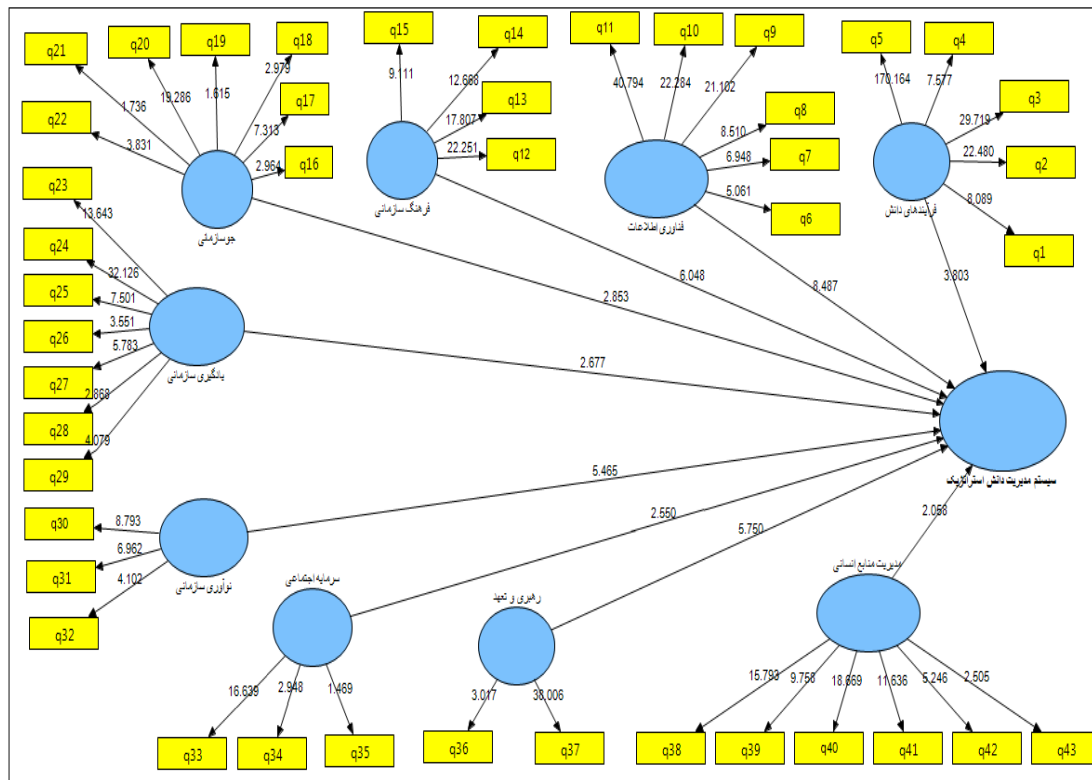 q21
q20
q19
q18
q15
q14
q11
q10
q9
q5
q4
q22
q17
q16
q13
q12
q8
q7
q6
q3
q2
q1
1.736
19.286
1.615
2.979
7.313
2.964
3.831
9.111
12.668
17.807
22.251
40.794
22.284
21.102
8.510
6.948
5.061
170.164
7.577
29.719
22.480
8.089
جوسازمانی
فرهنگ سازمانی
فناوری اطلاعات
فرآیندهای دانش
q23
q24
q25
q26
q27
q28
q29
13.643
32.126
7.501
3.551
5.783
2.868
4.079
یادگیری سازمانی
2.853
6.048
8.487
3.803
2.677
سیستم مدیریت دانش استراتژیک
q30
q31
q32
8.793
6.962
4.102
نوآوری سازمانی
5.465
2.550
5.750
2.058
سرمایه اجتماعی
رهبری و تعهد
مدیریت منابع انسانی
16.639
2.948
1.469
3.017
38.006
15.793
9.758
18.669
11.636
5.246
2.505
q33
q34
q35
q36
q37
q38
q39
q40
q41
q42
q43